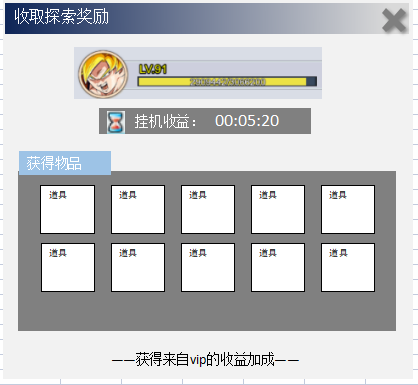 收取探索奖励
LV.91
挂机收益： 00:05:20
获得物品
道具 道具 道具 道具 道具
道具 道具 道具 道具 道具
——获得来自vip的收益加成——